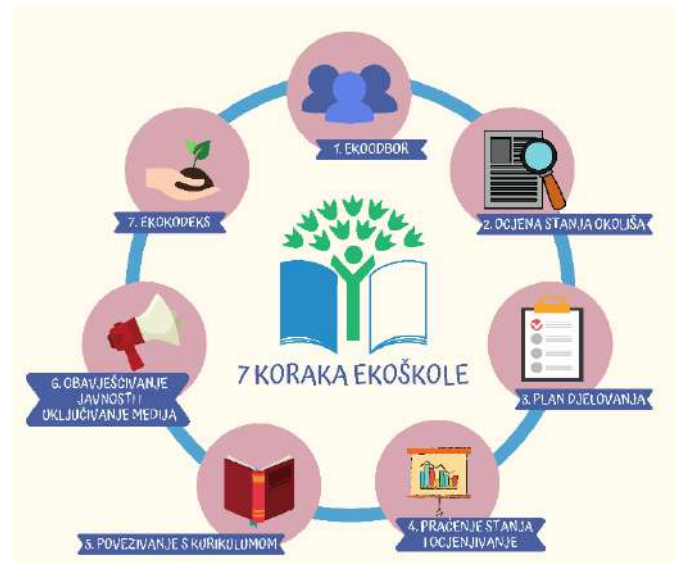 1. EKOODBOR
2. OCJENA STANJA OKOLIŠA
3. PLAN DJELOVANJA
4. PRAĆENJE STANJA
I OCJENJIVANJE
5. POVEZIVANJE S KURIKULUMOM
6. OBAVJEŠĆIVANJE
JAVNOSTI I
UKLJUČIVANJE MEDIJA
7. EKOKODEKS
7 KORAKA EKOŠKOLE